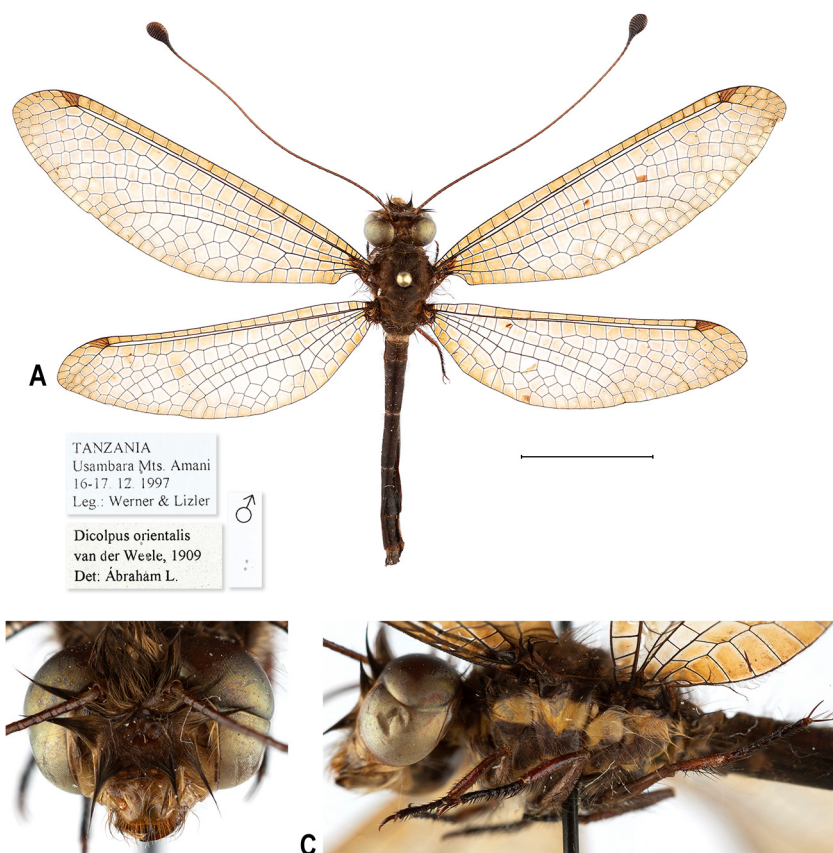 A
TANZANIA
Usambara Mts. Amani
16-17. 12. 1997
Leg.: Werner & Lizler
♂
Dicolpus orientalis
van der Weele, 1909
Det: Ábrahám L.
C